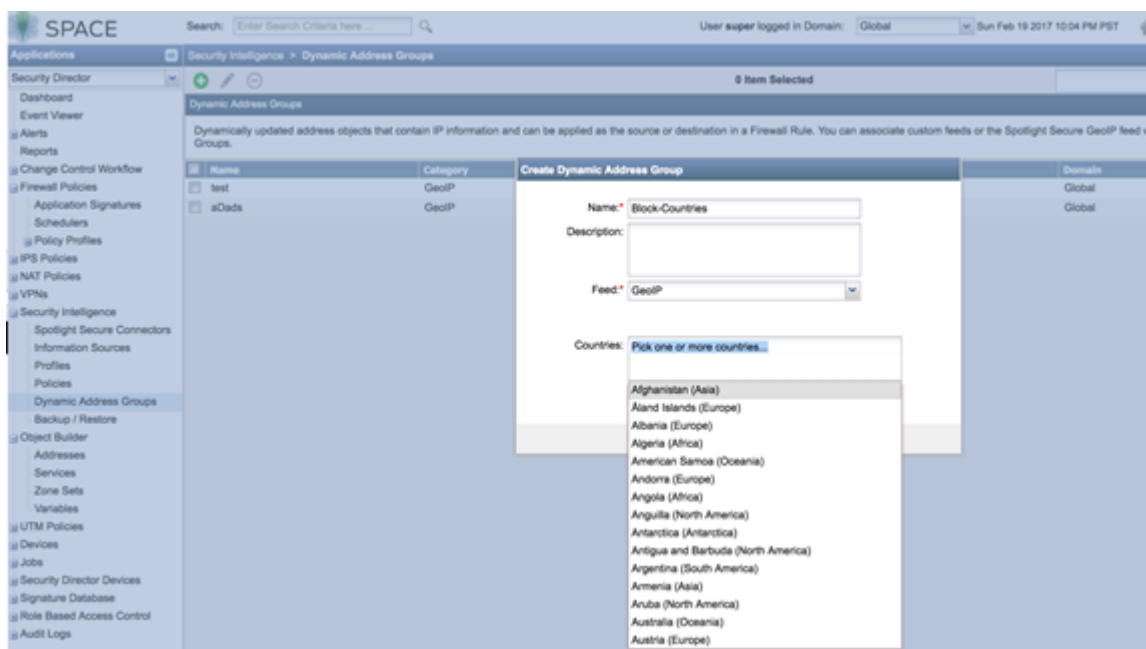 SPACE
Search: Enter Search Criteria here ...
User super logged in Domain: Global
Sun Feb 19 2017 10:04 PM PST
Applications
Security Director
Dashboard
Event Viewer
Alerts
Reports
Change Control Workflow
Firewall Policies
Application Signatures
Schedulers
Policy Profiles
IPS Policies
NAT Policies
VPNs
Security Intelligence
Spotlight Secure Connectors
Information Sources
Profiles
Policies
Dynamic Address Groups
Backup / Restore
Object Builder
Addresses
Services
Zone Sets
Variables
UTM Policies
Devices
Jobs
Security Director Devices
Signature Database
Role Based Access Control
Audit Logs
Security Intelligence > Dynamic Address Groups
0 Item Selected
Dynamic Address Groups
Dynamically updated address objects that contain IP information and can be applied as the source or destination in a Firewall Rule. You can associate custom feeds or the Spotlight Secure GeoIP feed
Groups.
Name Category Domain
test GeoIP Global
aDads GeoIP Global
Create Dynamic Address Group
Name:* Block-Countries
Description:
Feed:* GeoIP
Countries: Pick one or more countries...
Afghanistan (Asia)
Åland Islands (Europe)
Albania (Europe)
Algeria (Africa)
American Samoa (Oceania)
Andorra (Europe)
Angola (Africa)
Anguilla (North America)
Antarctica (Antarctica)
Antigua and Barbuda (North America)
Argentina (South America)
Armenia (Asia)
Aruba (North America)
Australia (Oceania)
Austria (Europe)